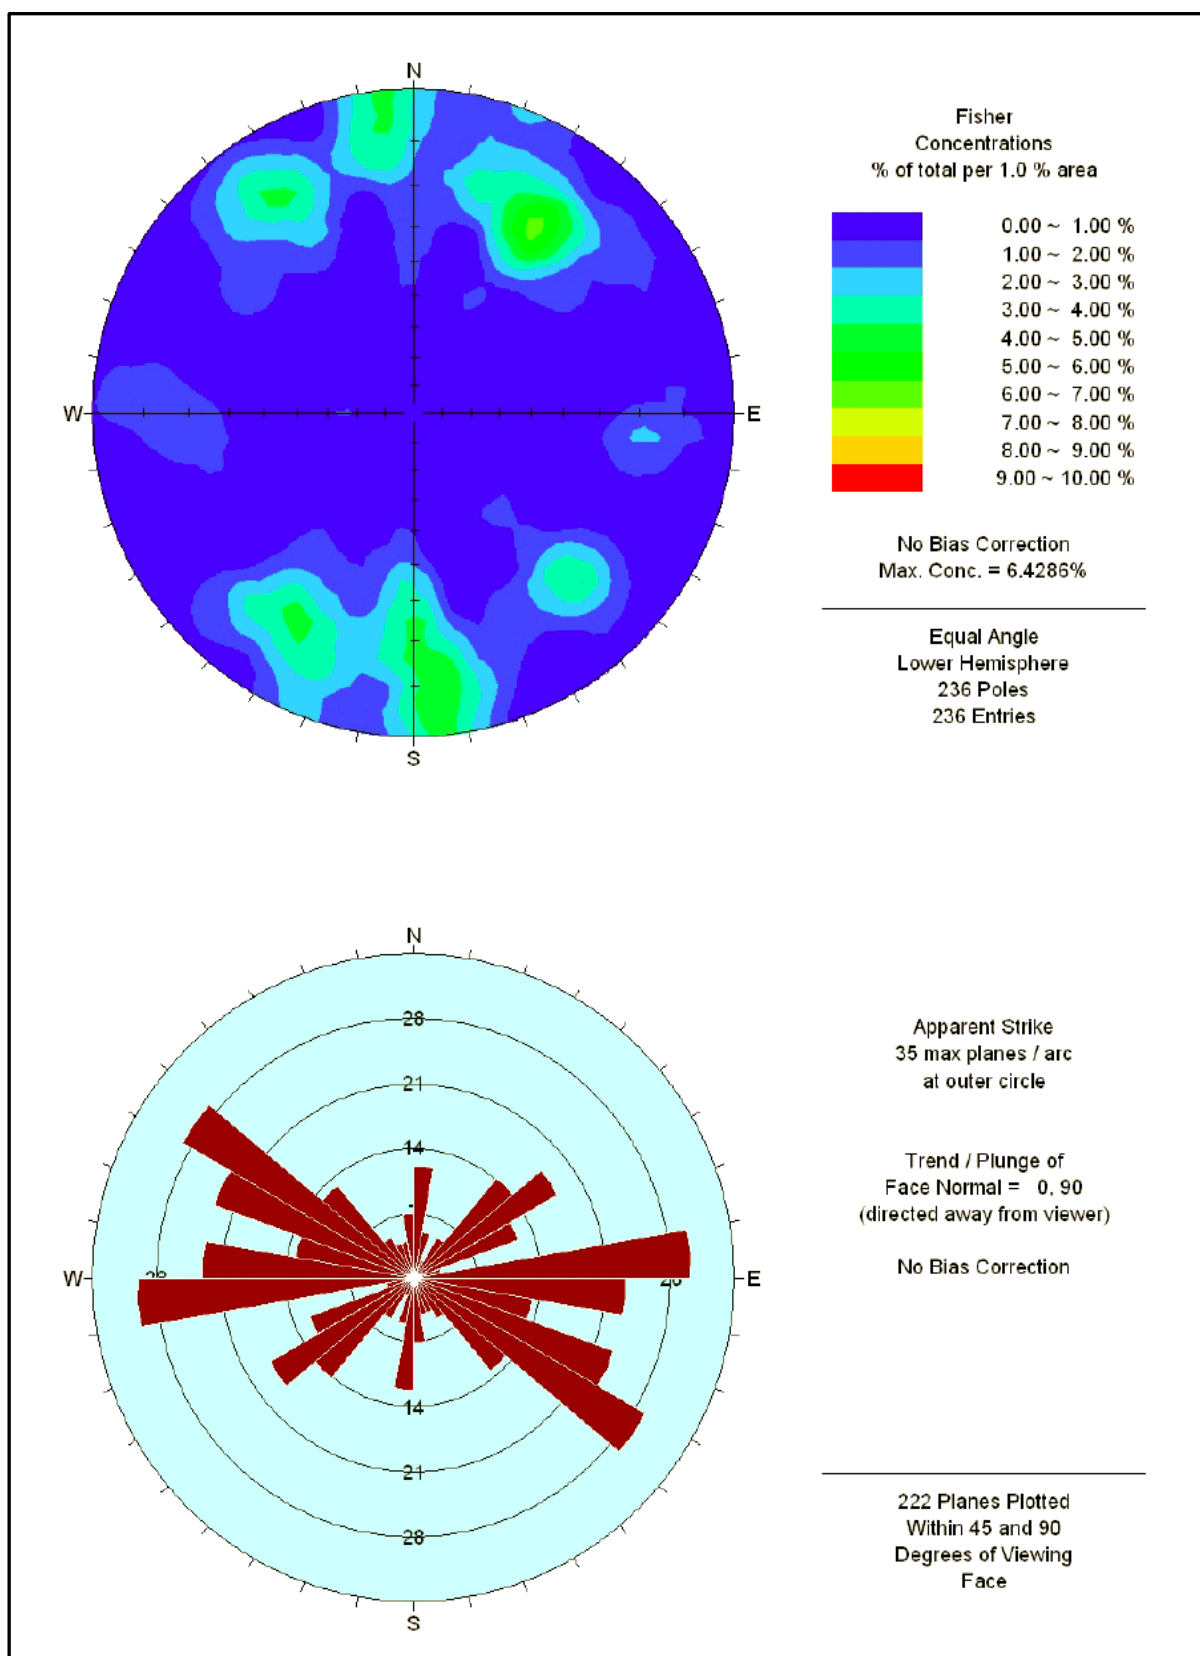 N
W
E
S
Fisher
Concentrations
% of total per 1.0 % area
0.00 ~ 1.00 %
1.00 ~ 2.00 %
2.00 ~ 3.00 %
3.00 ~ 4.00 %
4.00 ~ 5.00 %
5.00 ~ 6.00 %
6.00 ~ 7.00 %
7.00 ~ 8.00 %
8.00 ~ 9.00 %
9.00 ~ 10.00 %
No Bias Correction
Max. Conc. = 6.4286%
Equal Angle
Lower Hemisphere
236 Poles
236 Entries
N
28
21
14
W
28
E
14
21
28
S
Apparent Strike
35 max planes / arc
at outer circle
Trend / Plunge of
Face Normal = 0, 90
(directed away from viewer)
No Bias Correction
222 Planes Plotted
Within 45 and 90
Degrees of Viewing
Face